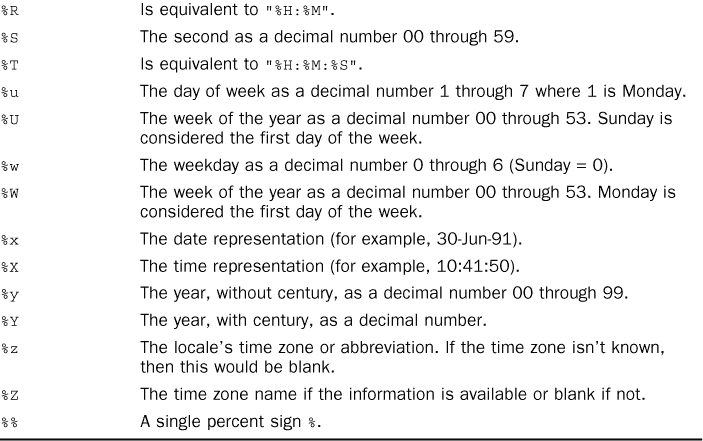 %R Is equivalent to "%H:%M".
%S The second as a decimal number 00 through 59.
%T Is equivalent to "%H:%M:%S".
%u The day of week as a decimal number 1 through 7 where 1 is Monday.
%U The week of the year as a decimal number 00 through 53. Sunday is
considered the first day of the week.
%w The weekday as a decimal number 0 through 6 (Sunday = 0).
%W The week of the year as a decimal number 00 through 53. Monday is
considered the first day of the week.
%x The date representation (for example, 30-Jun-91).
%X The time representation (for example, 10:41:50).
%y The year, without century, as a decimal number 00 through 99.
%Y The year, with century, as a decimal number.
%z The locale's time zone or abbreviation. If the time zone isn't known,
then this would be blank.
%Z The time zone name if the information is available or blank if not.
%% A single percent sign %.